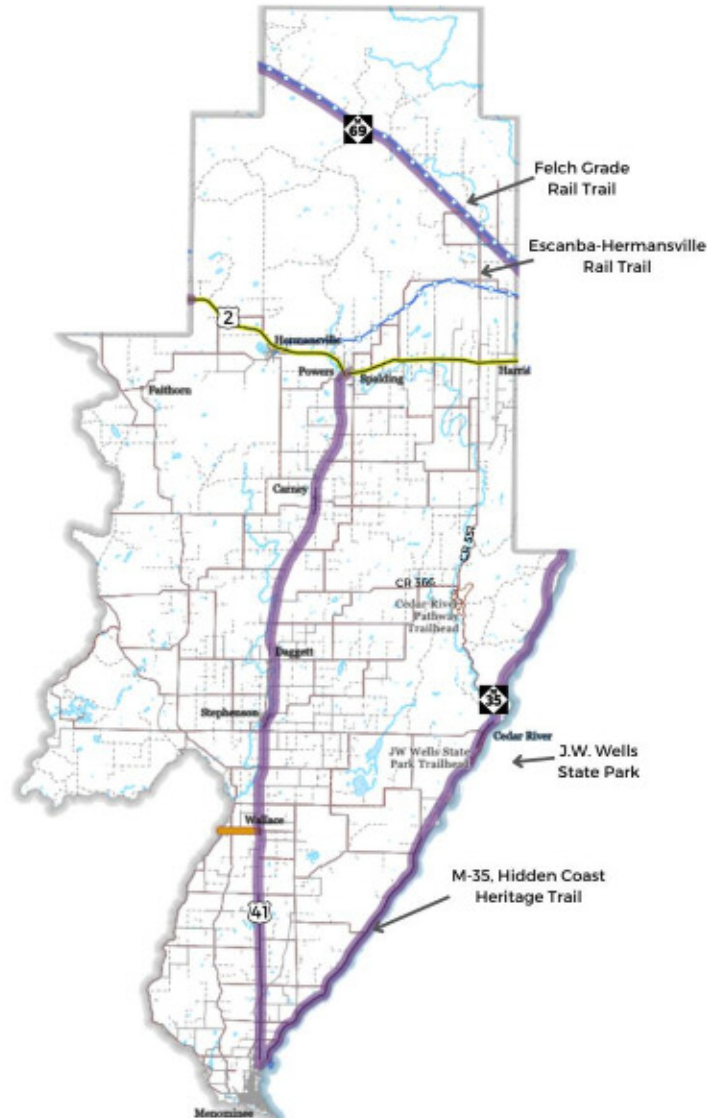 M
69
Felch Grade
Rail Trail
Escanba-Hermansville
Rail Trail
2
Hermansville
Powers
Spalding
Harris
Faithorn
Carney
CR 551
CR 386
Cedar River
Pathway
Trailhead
Daggett
M
35
Stephenson
Cedar River
JW Wells State
Park Trailhead
J.W. Wells
State Park
Wallace
M-35, Hidden Coast
Heritage Trail
41
Menominee